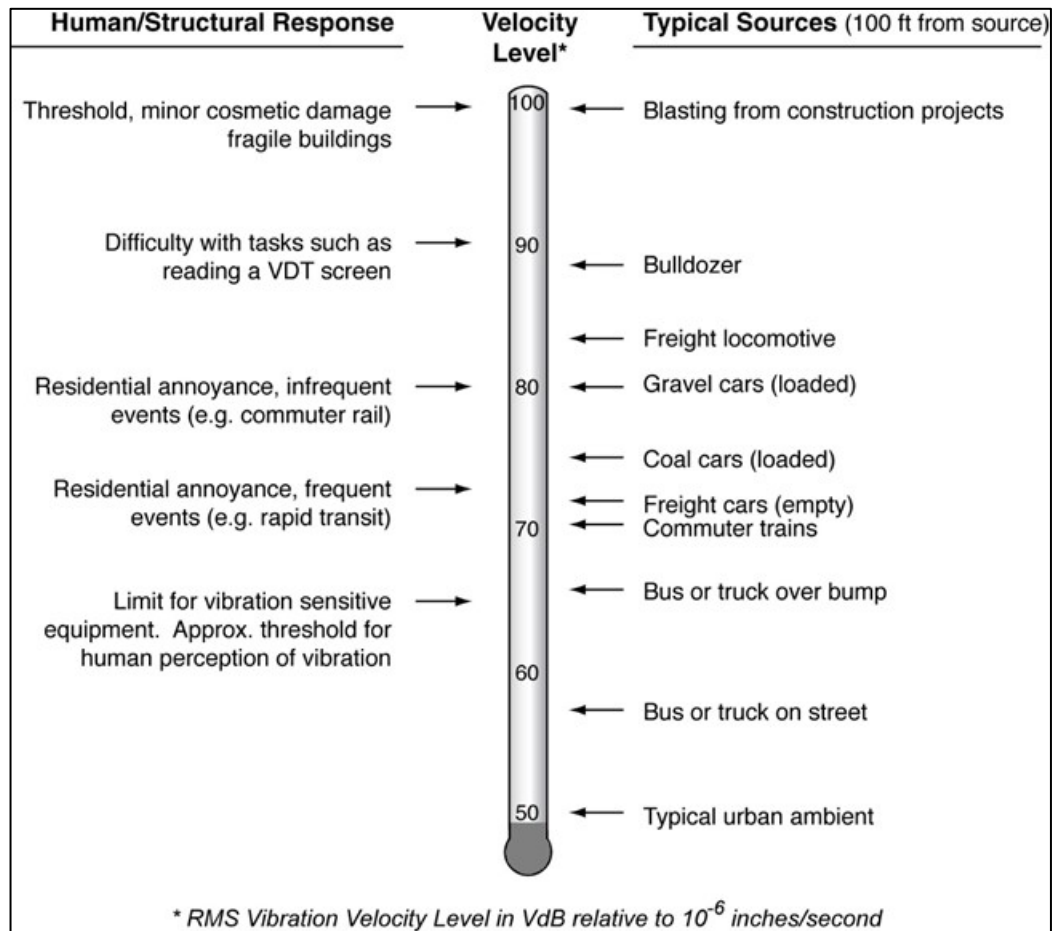 Human/Structural Response
Velocity
Level*
Typical Sources (100 ft from source)
Threshold, minor cosmetic damage
fragile buildings
100
Blasting from construction projects
Difficulty with tasks such as
reading a VDT screen
90
Bulldozer
Freight locomotive
Residential annoyance, infrequent
events (e.g. commuter rail)
80
Gravel cars (loaded)
Coal cars (loaded)
Residential annoyance, frequent
events (e.g. rapid transit)
Freight cars (empty)
70
Commuter trains
Bus or truck over bump
Limit for vibration sensitive
equipment. Approx. threshold for
human perception of vibration
60
Bus or truck on street
50
Typical urban ambient
* RMS Vibration Velocity Level in VdB relative to 10⁻⁶ inches/second